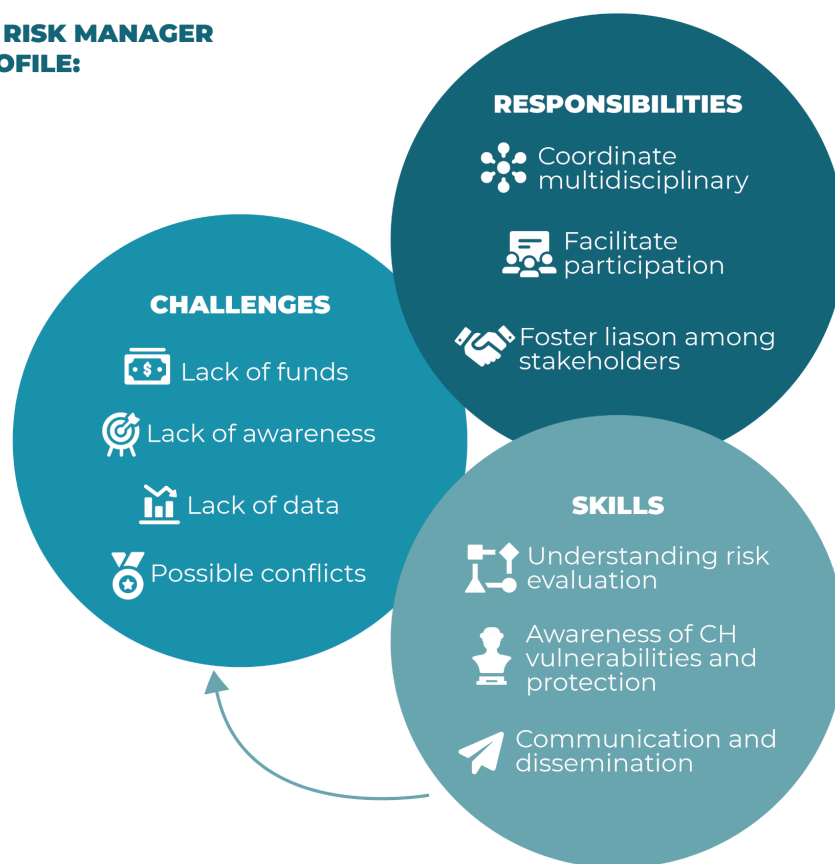 RISK MANAGER
OFILE:
RESPONSIBILITIES
Coordinate
multidisciplinary
Facilitate
participation
Foster liason among
stakeholders
CHALLENGES
Lack of funds
Lack of awareness
Lack of data
Possible conflicts
SKILLS
Understanding risk
evaluation
Awareness of CH
vulnerabilities and
protection
Communication and
dissemination